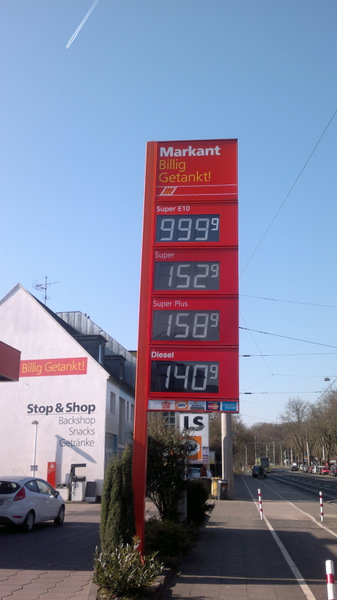 Markant
Billig
Getankt!
Super E10
999⁹
Super
152⁹
Super Plus
158⁹
Diesel
140⁹
Billig Getankt!
Stop & Shop
Backshop
Snacks
Getränke
LS